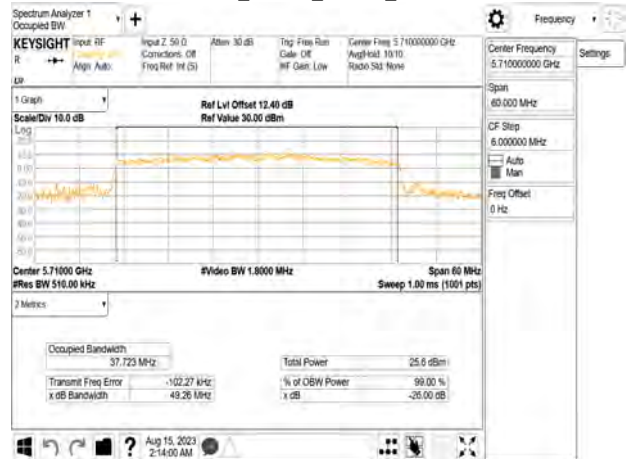 Spectrum Analyzer 1
Occupied BW
+
Frequency
KEYSIGHT
Input: RF
Align: Auto
Input Z: 50 Ω
Corrections: Off
Freq Ref: Int (S)
Atten: 30 dB
Trig: Free Run
Gate: Off
#IF Gain: Low
Center Freq: 5.710000000 GHz
Avg|Hold: 10/10
Radio Std: None
Center Frequency
5.710000000 GHz
Settings
Span
60.000 MHz
CF Step
6.000000 MHz
Auto
Man
Freq Offset
0 Hz
1 Graph
Scale/Div 10.0 dB
Ref Lvl Offset 12.40 dB
Ref Value 30.00 dBm
Log
Center 5.71000 GHz
#Res BW 510.00 kHz
#Video BW 1.8000 MHz
Span 60 MHz
Sweep 1.00 ms (1001 pts)
2 Metrics
Occupied Bandwidth
37.723 MHz
Total Power 25.6 dBm
Transmit Freq Error -102.27 kHz
% of OBW Power 99.00 %
x dB Bandwidth 49.26 MHz
x dB -26.00 dB
?
Aug 15, 2023
2:14:00 AM